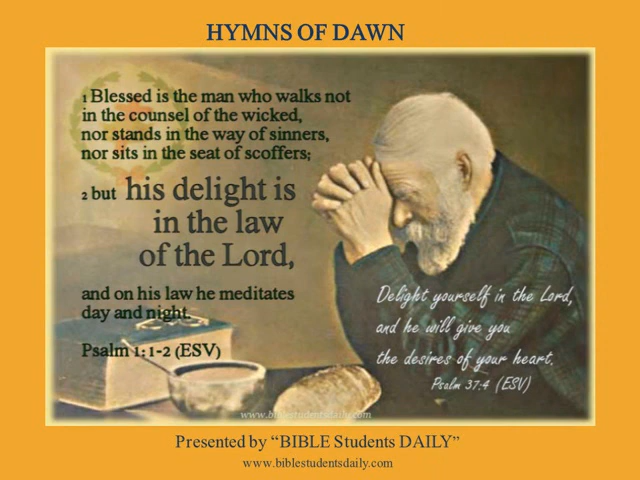 HYMNS OF DAWN
1 Blessed is the man who walks not
in the counsel of the wicked,
nor stands in the way of sinners,
nor sits in the seat of scoffers;
2 but his delight is
in the law
of the Lord,
and on his law he meditates
day and night.
Psalm 1:1-2 (ESV)
Delight yourself in the Lord,
and he will give you
the desires of your heart.
Psalm 37:4 (ESV)
www.biblestudentsdaily.com
Presented by “BIBLE Students DAILY”
www.biblestudentsdaily.com